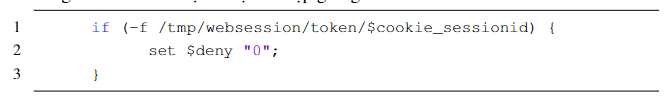 1 if (-f /tmp/websession/token/$cookie_sessionid) {
2 set $deny "0";
3 }